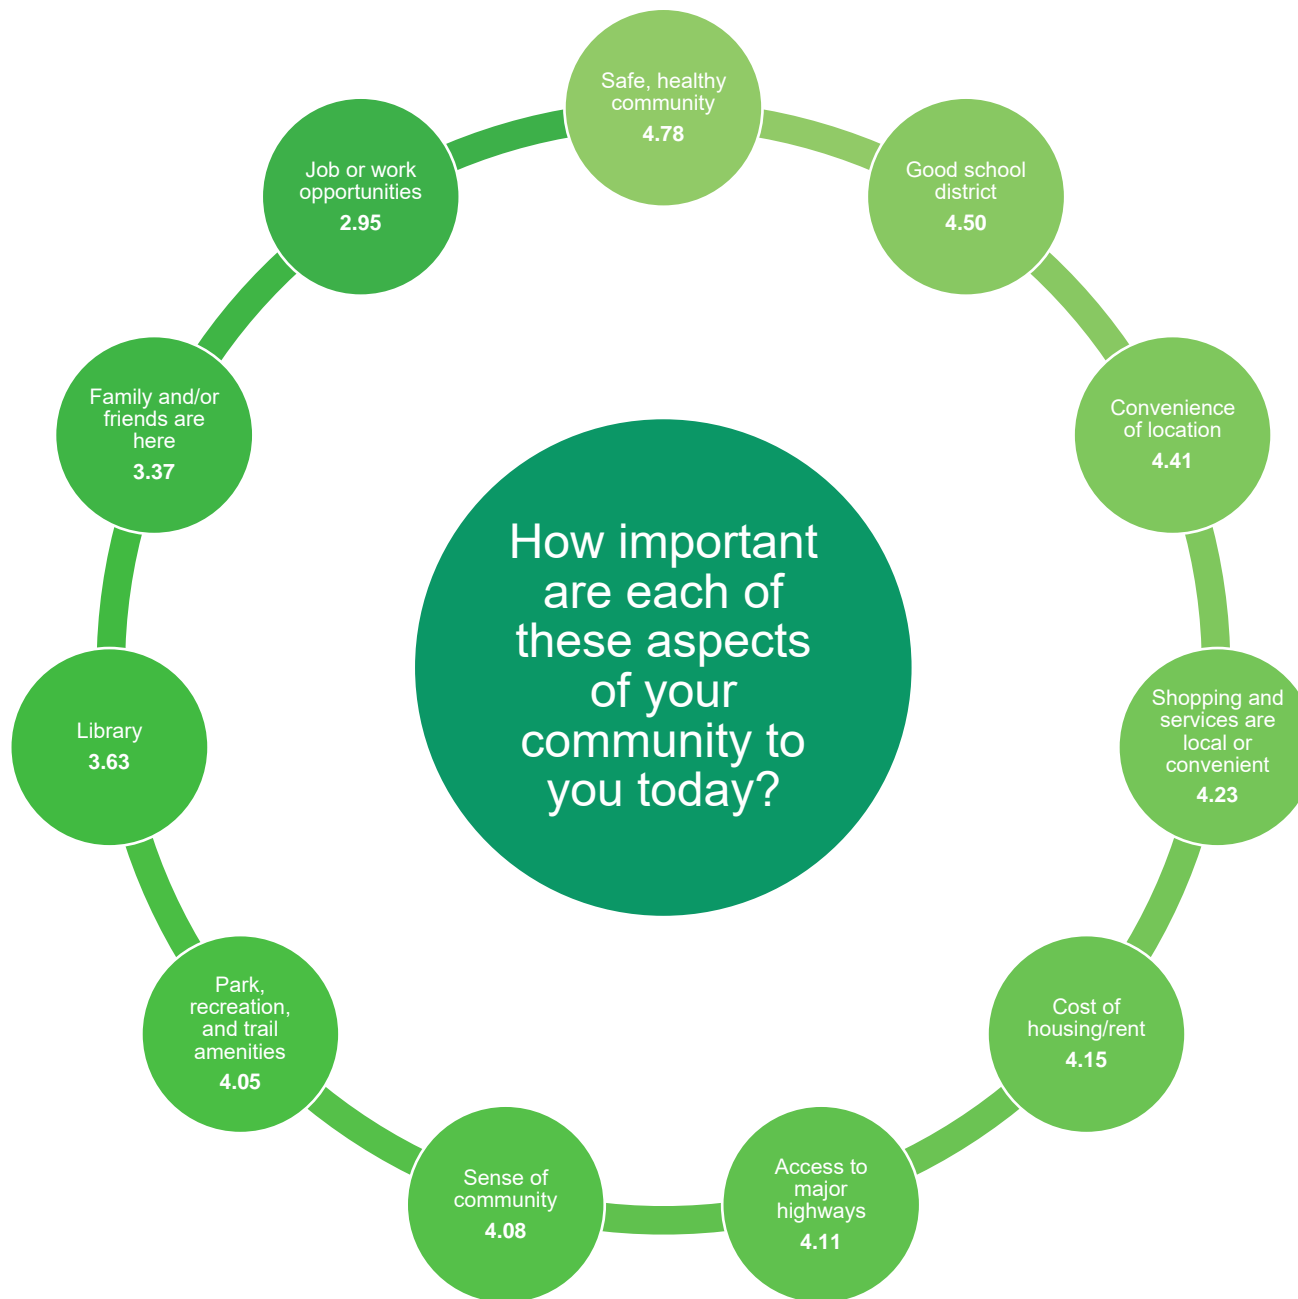 Safe, healthy
community
4.78
Good school
district
4.50
Convenience
of location
4.41
Shopping and
services are
local or
convenient
4.23
Cost of
housing/rent
4.15
Access to
major
highways
4.11
Sense of
community
4.08
Park,
recreation,
and trail
amenities
4.05
Library
3.63
Family and/or
friends are
here
3.37
Job or work
opportunities
2.95
How important
are each of
these aspects
of your
community to
you today?